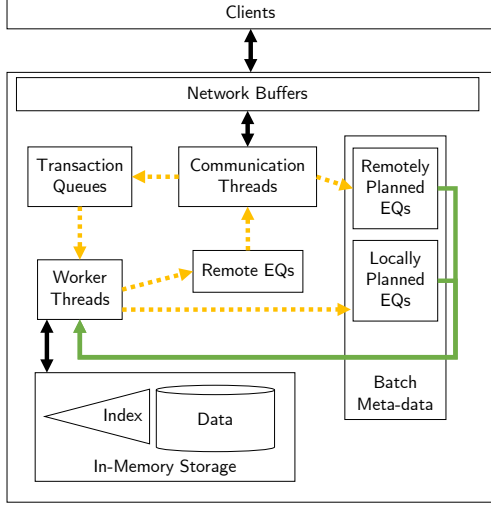 Clients
Network Buffers
Transaction
Queues
Communication
Threads
Remotely
Planned
EQs
Worker
Threads
Remote EQs
Locally
Planned
EQs
Batch
Meta-data
Index
Data
In-Memory Storage